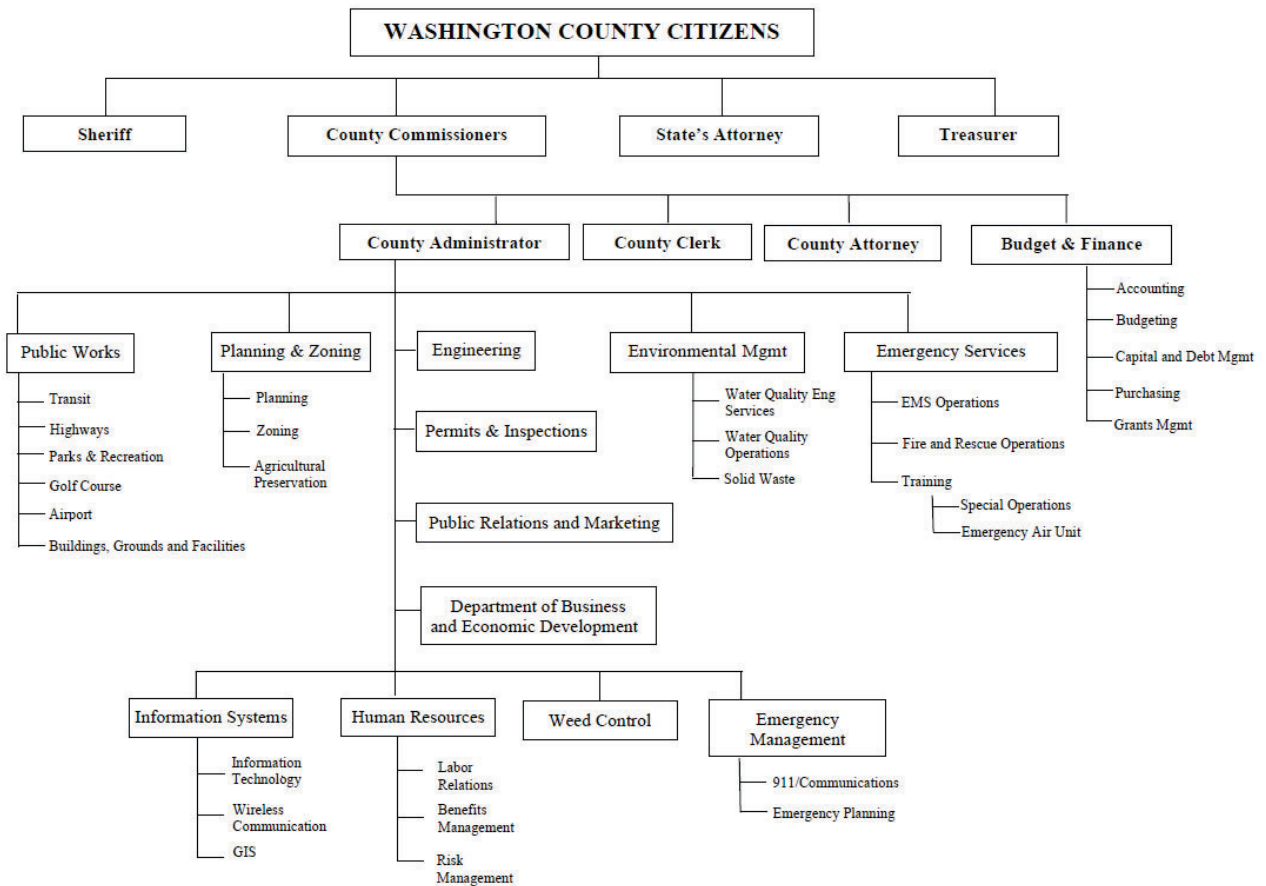 WASHINGTON COUNTY CITIZENS
Sheriff
County Commissioners
State’s Attorney
Treasurer
County Administrator
County Clerk
County Attorney
Budget & Finance
Accounting
Budgeting
Capital and Debt Mgmt
Purchasing
Grants Mgmt
Public Works
Transit
Highways
Parks & Recreation
Golf Course
Airport
Buildings, Grounds and Facilities
Planning & Zoning
Planning
Zoning
Agricultural
Preservation
Engineering
Permits & Inspections
Public Relations and Marketing
Department of Business
and Economic Development
Environmental Mgmt
Water Quality Eng
Services
Water Quality
Operations
Solid Waste
Emergency Services
EMS Operations
Fire and Rescue Operations
Training
Special Operations
Emergency Air Unit
Information Systems
Information
Technology
Wireless
Communication
GIS
Human Resources
Labor
Relations
Benefits
Management
Risk
Management
Weed Control
Emergency
Management
911/Communications
Emergency Planning